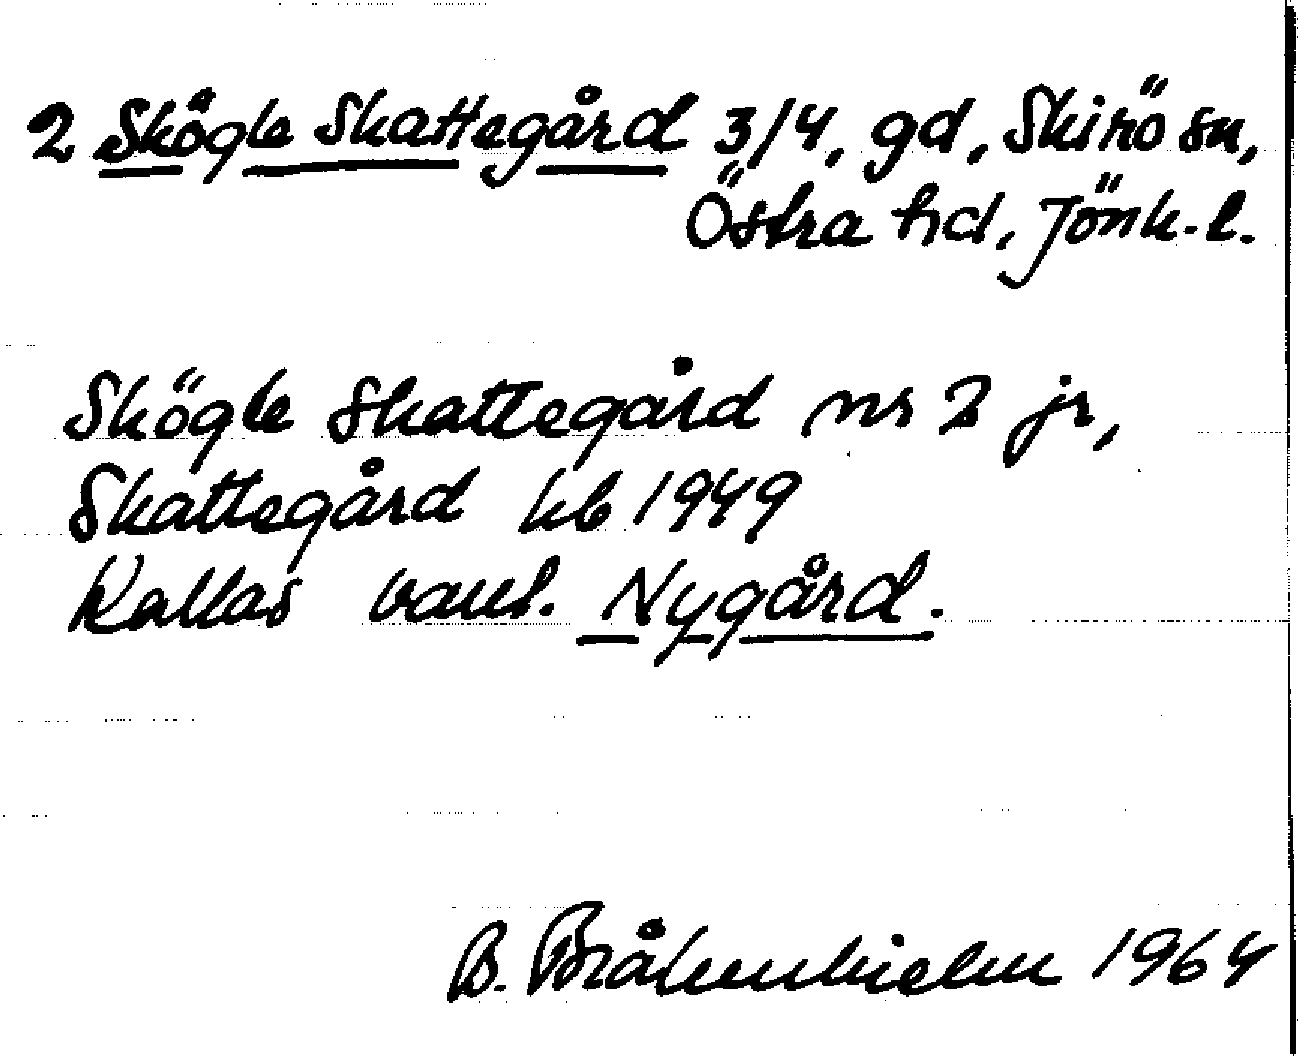 2 Skögle Skattegård 3/4, gd, Skirö sn,
Östra hd, Jönk. l.
Skögle Skattegård nr 2 jr,
Skattegård kb 1949
Kallas vanl. Nygård.
B. Bråkenhielm 1964